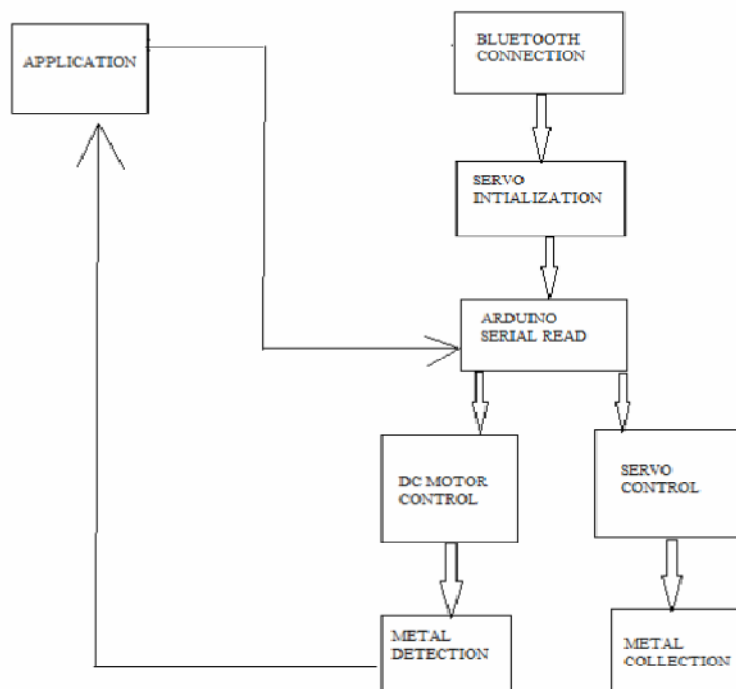 APPLICATION
BLUETOOTH
CONNECTION
SERVO
INTIALIZATION
ARDUINO
SERIAL READ
DC MOTOR
CONTROL
SERVO
CONTROL
METAL
DETECTION
METAL
COLLECTION